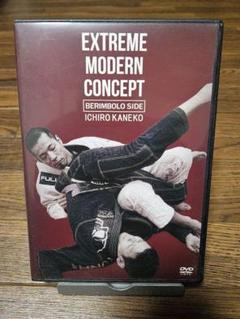 EXTREME
MODERN
CONCEPT
BERIMBOLO SIDE
ICHIRO KANEKO
DVD